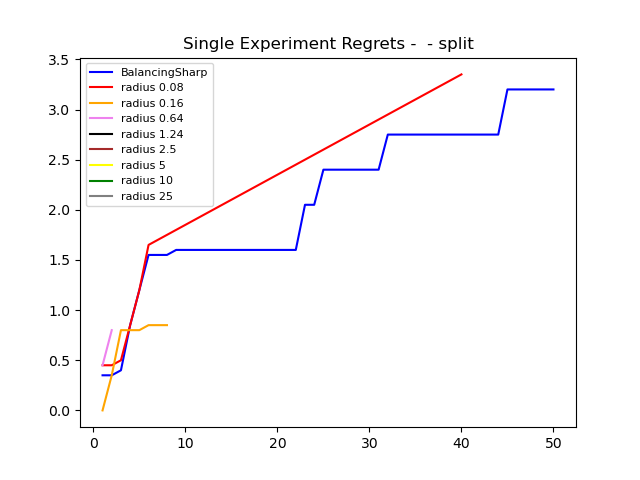 Single Experiment Regrets -  - split
3.5
3.0
2.5
2.0
1.5
1.0
0.5
0.0
BalancingSharp
radius 0.08
radius 0.16
radius 0.64
radius 1.24
radius 2.5
radius 5
radius 10
radius 25
0 10 20 30 40 50